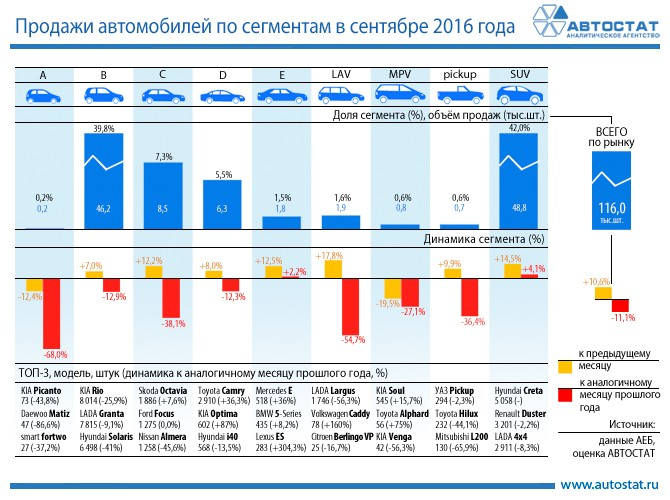 Продажи автомобилей по сегментам в сентябре 2016 года
АВТОСТАТ
АНАЛИТИЧЕСКОЕ АГЕНТСТВО
A B C D E LAV MPV pickup SUV
Доля сегмента (%), объём продаж (тыс.шт.)
ВСЕГО
по рынку
39,8% 42,0%
7,3%
5,5%
0,2% 1,5% 1,6% 0,6% 0,6%
0,2 46,2 8,5 6,3 1,8 1,9 0,8 0,7 48,8
116,0
тыс.шт.
Динамика сегмента (%)
-12,4% +7,0% +12,2% +8,0% +12,5% +17,8% -19,5% +9,9% +14,5% +10,6%
-68,0% -12,9% -38,1% -12,3% +2,2% -54,7% -27,1% -36,4% +4,1% -11,1%
к предыдущему
месяцу
к аналогичному
месяцу прошлого
года
ТОП-3, модель, штук (динамика к аналогичному месяцу прошлого года, %)
KIA Picanto KIA Rio Skoda Octavia Toyota Camry Mercedes E LADA Largus KIA Soul УАЗ Pickup Hyundai Creta
73 (-43,8%) 8 014 (-25,9%) 1 886 (+7,6%) 2 910 (+36,3%) 518 (+36%) 1 746 (-56,3%) 545 (+15,7%) 294 (-2,3%) 5 058 (-)
Daewoo Matiz LADA Granta Ford Focus KIA Optima BMW 5-Series Volkswagen Caddy Toyota Alphard Toyota Hilux Renault Duster
47 (-86,6%) 7 815 (-9,1%) 1 275 (0.0%) 602 (+87%) 435 (+8,2%) 78 (+160%) 56 (+75%) 232 (-44,1%) 3 201 (-2,2%)
smart fortwo Hyundai Solaris Nissan Almera Hyundai i40 Lexus ES Citroen Berlingo VP KIA Venga Mitsubishi L200 LADA 4x4
27 (-37,2%) 6 498 (-41%) 1 258 (-45,6%) 568 (-13,5%) 283 (+304,3%) 25 (-16,7%) 42 (-56,3%) 130 (-65,9%) 2 911 (-8,3%)
Источник:
данные АЕБ,
оценка АВТОСТАТ
www.autostat.ru